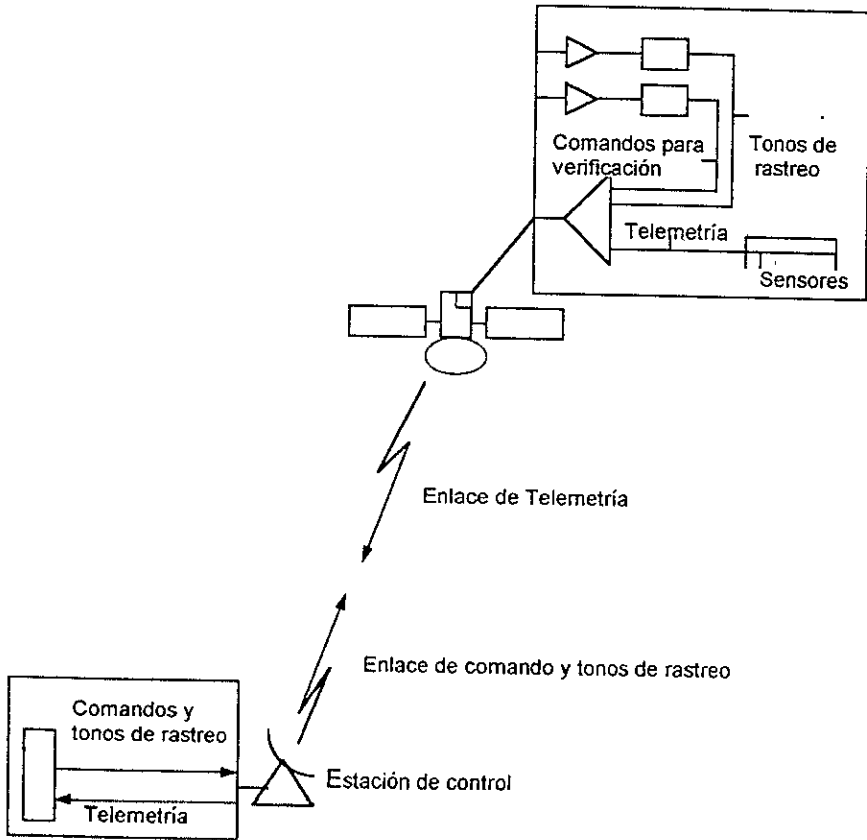 Comandos para
verificación
Tonos de
rastreo
Telemetría
Sensores
Enlace de Telemetría
Enlace de comando y tonos de rastreo
Comandos y
tonos de rastreo
Telemetría
Estación de control